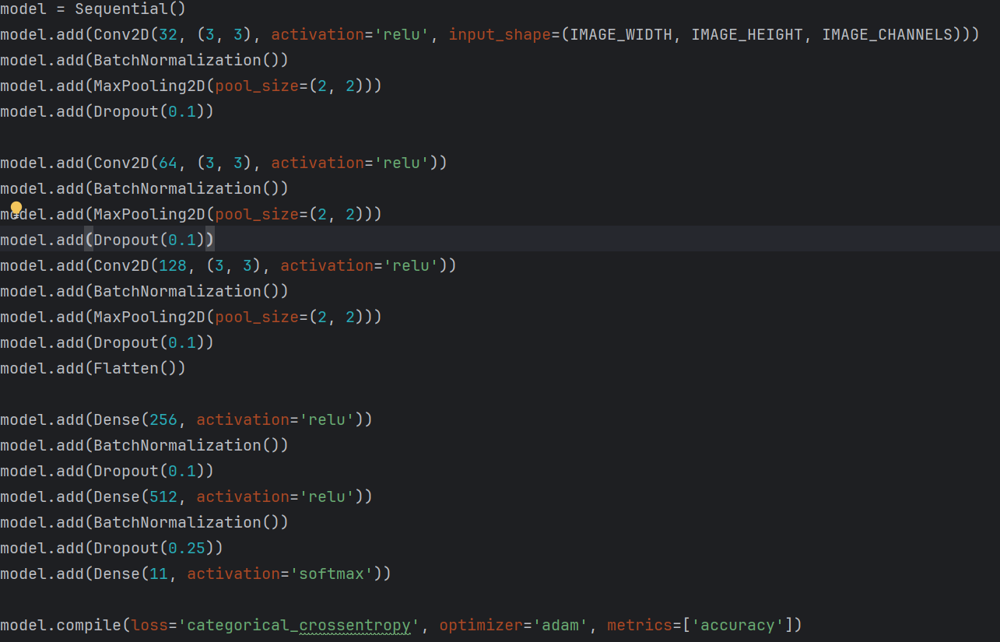 model = Sequential()
model.add(Conv2D(32, (3, 3), activation='relu', input_shape=(IMAGE_WIDTH, IMAGE_HEIGHT, IMAGE_CHANNELS)))
model.add(BatchNormalization())
model.add(MaxPooling2D(pool_size=(2, 2)))
model.add(Dropout(0.1))

model.add(Conv2D(64, (3, 3), activation='relu'))
model.add(BatchNormalization())
model.add(MaxPooling2D(pool_size=(2, 2)))
model.add(Dropout(0.1))
model.add(Conv2D(128, (3, 3), activation='relu'))
model.add(BatchNormalization())
model.add(MaxPooling2D(pool_size=(2, 2)))
model.add(Dropout(0.1))
model.add(Flatten())

model.add(Dense(256, activation='relu'))
model.add(BatchNormalization())
model.add(Dropout(0.1))
model.add(Dense(512, activation='relu'))
model.add(BatchNormalization())
model.add(Dropout(0.25))
model.add(Dense(11, activation='softmax'))

model.compile(loss='categorical_crossentropy', optimizer='adam', metrics=['accuracy'])